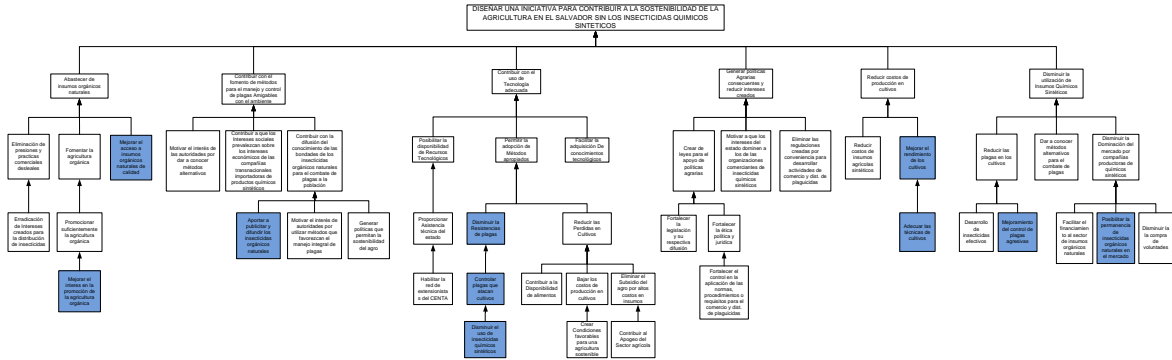 DISEÑAR UNA INICIATIVA PARA CONTRIBUIR A LA SOSTENIBILIDAD DE LA
AGRICULTURA EN EL SALVADOR SIN LOS INSECTICIDAS QUIMICOS
SINTETICOS
Abastecer de
insumos orgánicos
naturales
Contribuir con el
fomento de métodos
para el manejo y control
de plagas Amigables
con el ambiente
Contribuir con el
uso de
Tecnología
adecuada
Generar políticas
Agrarias
consecuentes y
reducir intereses
creados
Reducir costos de
producción en
cultivos
Disminuir la
utilización de
insumos Químicos
Sintéticos
Eliminación de
presiones y
practicas
comerciales
desleales
Fomentar la
agricultura
orgánica
Mejorar el
acceso a
insumos
orgánicos
naturales de
calidad
Motivar el interés de
las autoridades por
dar a conocer métodos
alternativos
Contribuir a que los
Intereses sociales
prevalezcan sobre
los intereses
económicos de las
compañías
transnacionales
importadoras de
productos químicos
sintéticos
Contribuir con la
difusión del
conocimiento de las
bondades de los
insecticidas
orgánicos naturales
para el combate de
plagas a la
población
Posibilitar la
disponibilidad
de Recursos
Tecnológicos
Permitir la
adopción de
Métodos
apropiados
Facilitar la
adquisición De
conocimientos
tecnológicos
Crear de
leyes para el
apoyo de
políticas
agrarias
Motivar a que los
intereses del
estado dominen a
los de las
organizaciones
comerciantes de
insecticidas
químicos
sintéticos
Eliminar las
regulaciones
creadas por
conveniencia para
desarrollar
actividades de
comercio y dist. de
plaguicidas
Reducir
costos de
insumos
agrícolas
sintéticos
Mejorar el
rendimiento
de los
cultivos
Reducir las
plagas en los
cultivos
Dar a conocer
métodos
alternativos
para el
combate de
plagas
Disminuir
Dominación del
mercado por
compañías
productoras de
químicos
sintéticos
Erradicación
de Intereses
creados para la
distribución de
insecticidas
Promocionar
suficientemente
la agricultura
orgánica
Aportar a
publicitar y
difundir los
insecticidas
orgánicos
naturales
Motivar el interés de
autoridades por
utilizar métodos que
favorezcan el
manejo integral de
plagas
Generar
políticas que
permitan la
sostenibilidad
del agro
Proporcionar
Asistencia
técnica del
estado
Disminuir la
Resistencias de
plagas
Reducir las
Perdidas en
Cultivos
Fortalecer
la
legislación
y su
respectiva
difusión
Fortalecer
la ética
política y
jurídica
Adecuar las
técnicas de
cultivo
Desarrollo
de
insecticidas
efectivos
Mejoramiento
del control de
plagas
agresivas
Facilitar el
financiamien
to al sector
de insumos
orgánicos
naturales
Posibilitar la
permanencia
de
insecticidas
orgánicos
naturales en
el mercado
Disminuir
la compra
de
voluntades
Mejorar el
interes en la
promoción de la
agricultura
orgánica
Habilitar la
red de
extensionista
s del CENTA
Controlar
plagas que
atacan
cultivos
Contribuir a la
Disponibilidad
de alimentos
Bajar los
costos de
producción en
cultivos
Eliminar el
Subsidio del
agro por altos
costos en
insumos
Fortalecer el
control en la
aplicación de las
normas,
procedimientos o
requisitos para el
comercio y dist.
de plaguicidas
Disminuir el
uso de
insecticidas
químicos
sintéticos
Crear
Condiciones
favorables
para una
agricultura
sostenible
Contribuir al
Apogeo del
Sector agrícola.